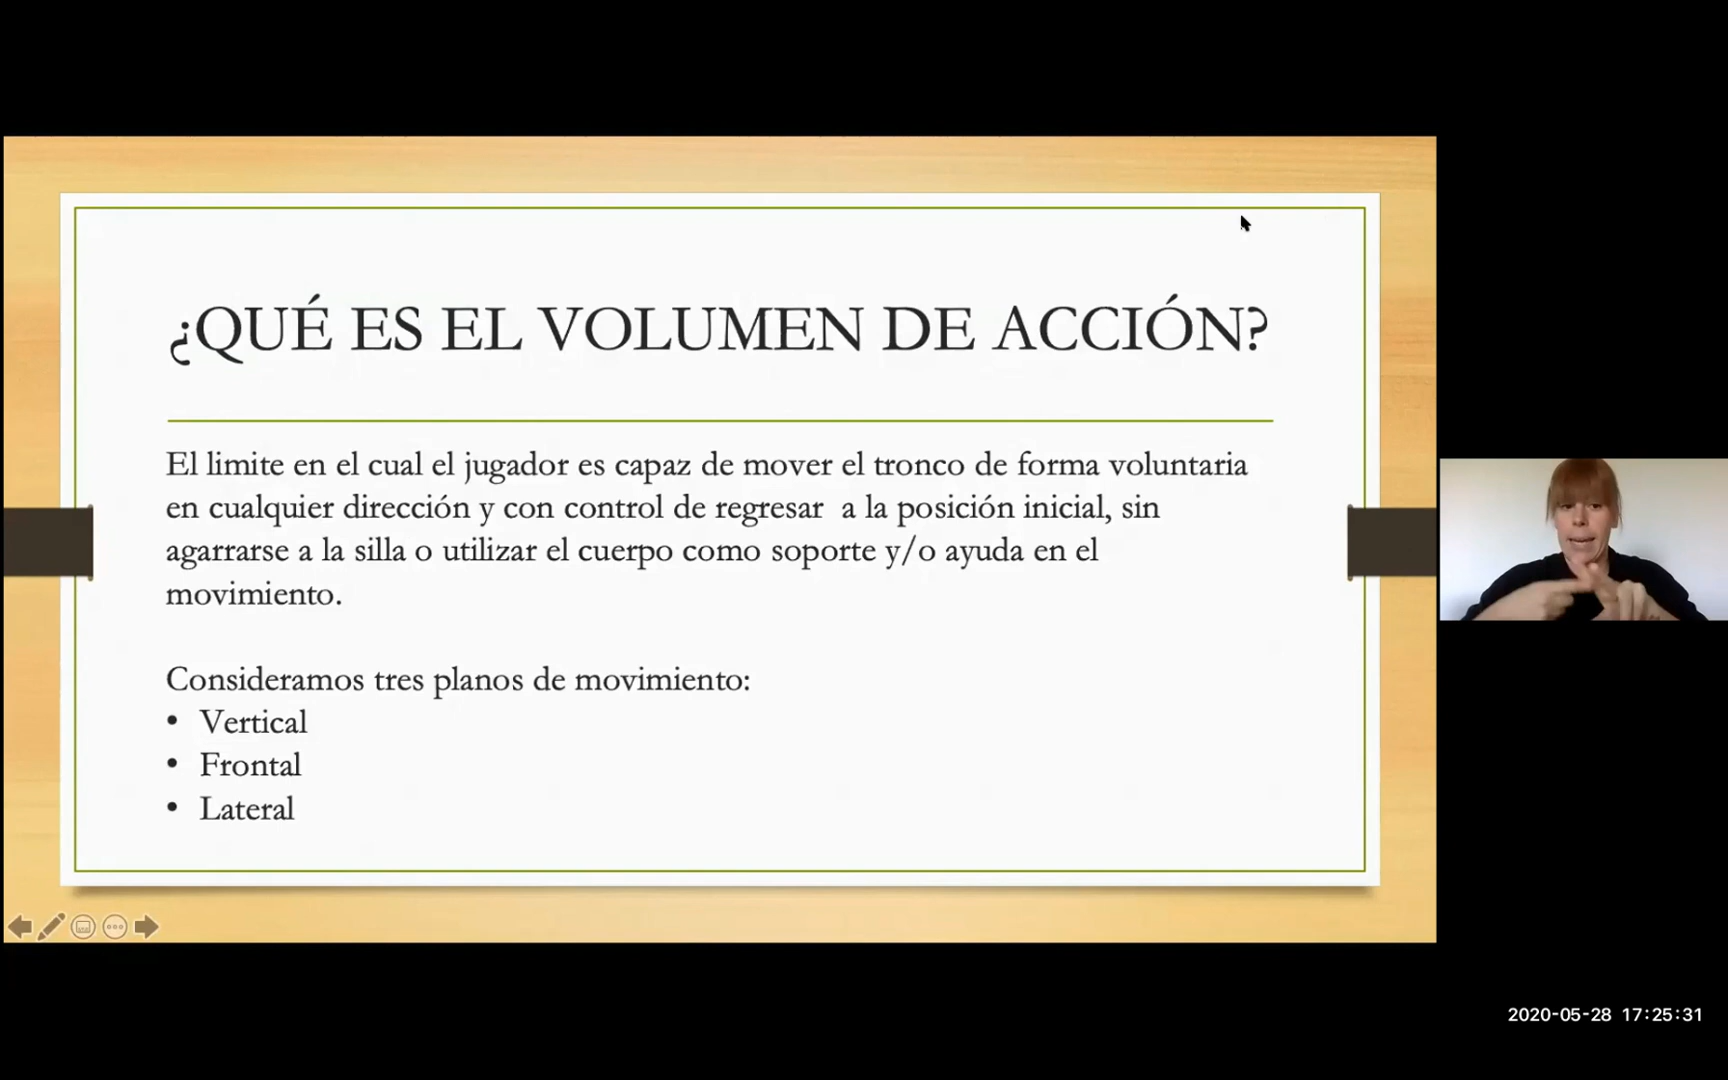 ¿QUÉ ES EL VOLUMEN DE ACCIÓN?
El limite en el cual el jugador es capaz de mover el tronco de forma voluntaria
en cualquier dirección y con control de regresar a la posición inicial, sin
agarrarse a la silla o utilizar el cuerpo como soporte y/o ayuda en el
movimiento.
Consideramos tres planos de movimiento:
• Vertical
• Frontal
• Lateral
2020-05-28 17:25:31